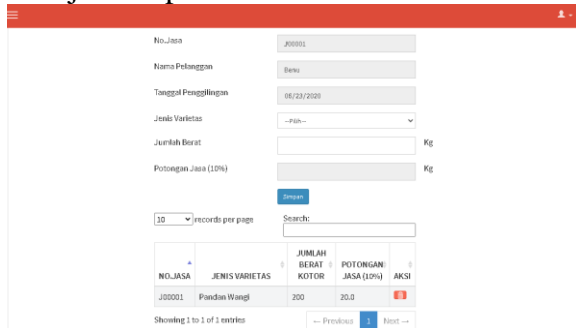 No.Jasa
J00001
Nama Pelanggan
Benu
Tanggal Penggilingan
06/23/2020
Jenis Varietas
--Pilih--
Jumlah Berat
Kg
Potongan Jasa (10%)
Kg
Simpan
10 records per page
Search:
NO.JASA JENIS VARIETAS JUMLAH BERAT KOTOR POTONGAN JASA (10%) AKSI
J00001 Pandan Wangi 200 20.0
Showing 1 to 1 of 1 entries
← Previous 1 Next →